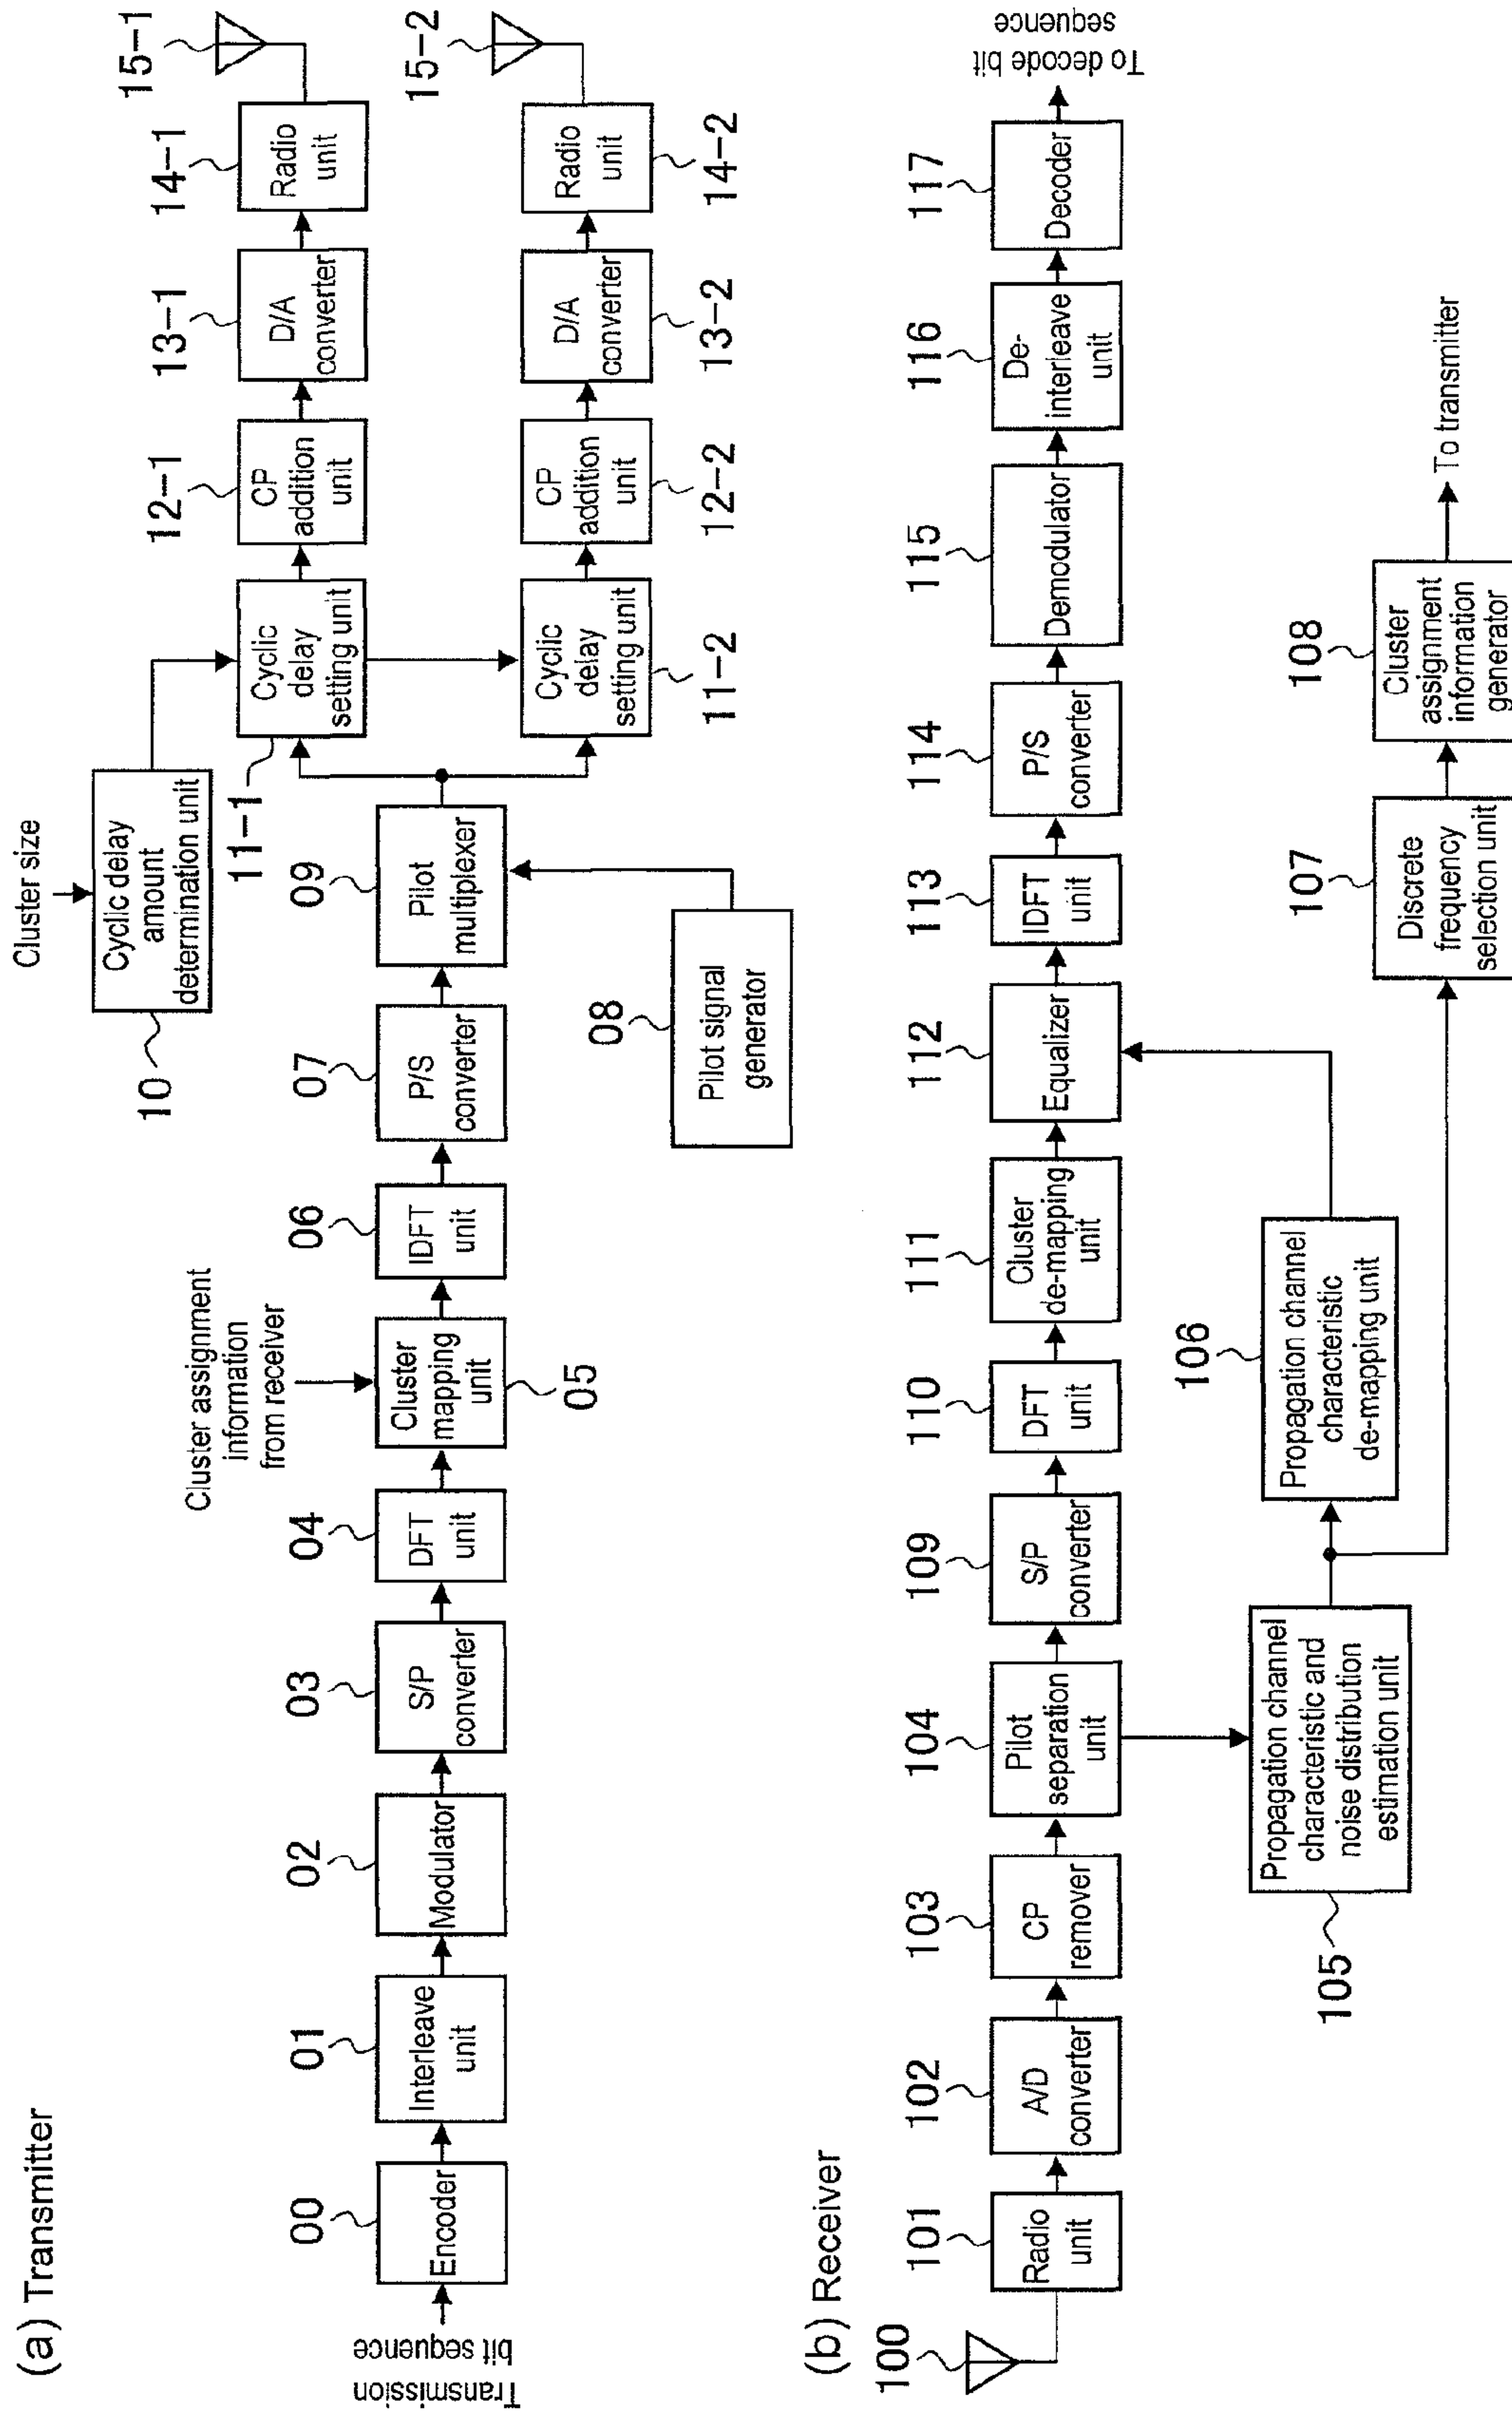 (a) Transmitter
Transmission
bit sequence
00
Encoder
01
Interleave
unit
02
Modulator
03
S/P
converter
04
DFT
unit
Cluster assignment
information
from receiver
05
Cluster
mapping
unit
06
IDFT
unit
07
P/S
converter
08
Pilot signal
generator
09
Pilot
multiplexer
Cluster size
10
Cyclic delay
amount
determination unit
11-1
Cyclic
delay
setting unit
12-1
CP
addition
unit
13-1
D/A
converter
14-1
Radio
unit
15-1
11-2
Cyclic
delay
setting unit
12-2
CP
addition
unit
13-2
D/A
converter
14-2
Radio
unit
15-2
(b) Receiver
100
101
Radio
unit
102
A/D
converter
103
CP
remover
104
Pilot
separation
unit
109
S/P
converter
110
DFT
unit
111
Cluster
de-mapping
unit
112
Equalizer
113
IDFT
unit
114
P/S
converter
115
Demodulator
116
De-
interleave
unit
117
Decoder
To decode bit
sequence
105
Propagation channel
characteristic and
noise distribution
estimation unit
106
Propagation channel
characteristic
de-mapping unit
107
Discrete
frequency
selection unit
108
Cluster
assignment
information
generator
To transmitter